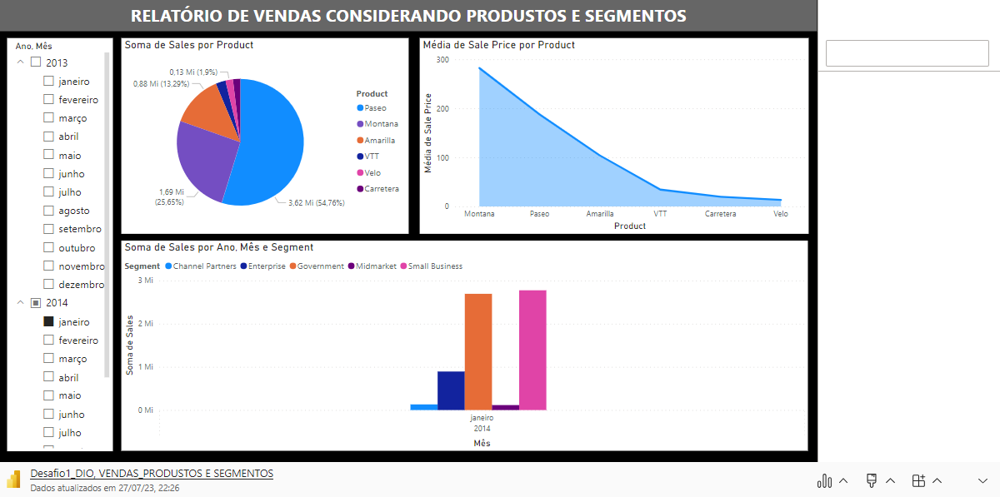 RELATÓRIO DE VENDAS CONSIDERANDO PRODUSTOS E SEGMENTOS
Ano, Mês
2013
janeiro
fevereiro
março
abril
maio
junho
julho
agosto
setembro
outubro
novembro
dezembro
2014
janeiro
fevereiro
março
abril
maio
junho
julho
Soma de Sales por Product
0,13 Mi (1,9%)
0,88 Mi (13,29%)
1,69 Mi
(25,65%)
3,62 Mi (54,76%)
Product
Paseo
Montana
Amarilla
VTT
Velo
Carretera
Média de Sale Price por Product
Média de Sale Price
300
200
100
0
Montana
Paseo
Amarilla
VTT
Carretera
Velo
Product
Soma de Sales por Ano, Mês e Segment
Segment Channel Partners Enterprise Government Midmarket Small Business
Soma de Sales
3 Mi
2 Mi
1 Mi
0 Mi
janeiro
2014
Mês
Desafio1_DIO, VENDAS_PRODUSTOS E SEGMENTOS
Dados atualizados em 27/07/23, 22:26